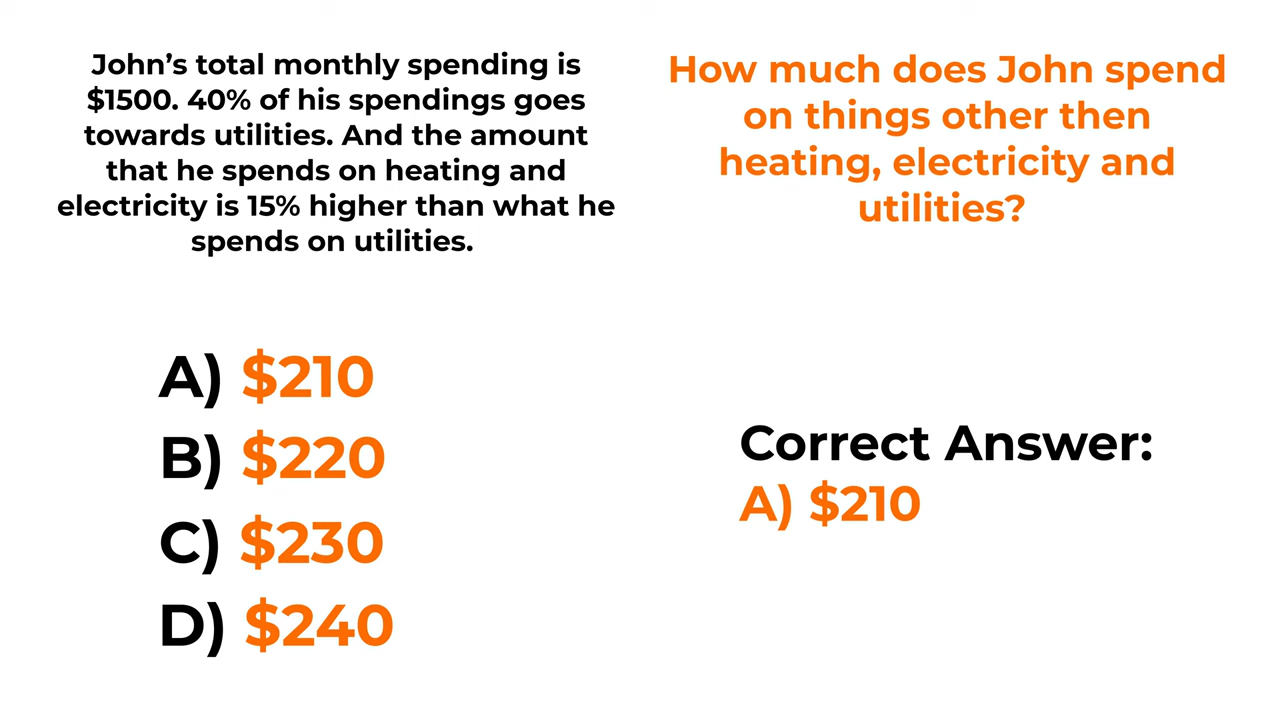 John’s total monthly spending is
$1500. 40% of his spendings goes
towards utilities. And the amount
that he spends on heating and
electricity is 15% higher than what he
spends on utilities.
How much does John spend
on things other then
heating, electricity and
utilities?
A) $210
B) $220
C) $230
D) $240
Correct Answer:
A) $210